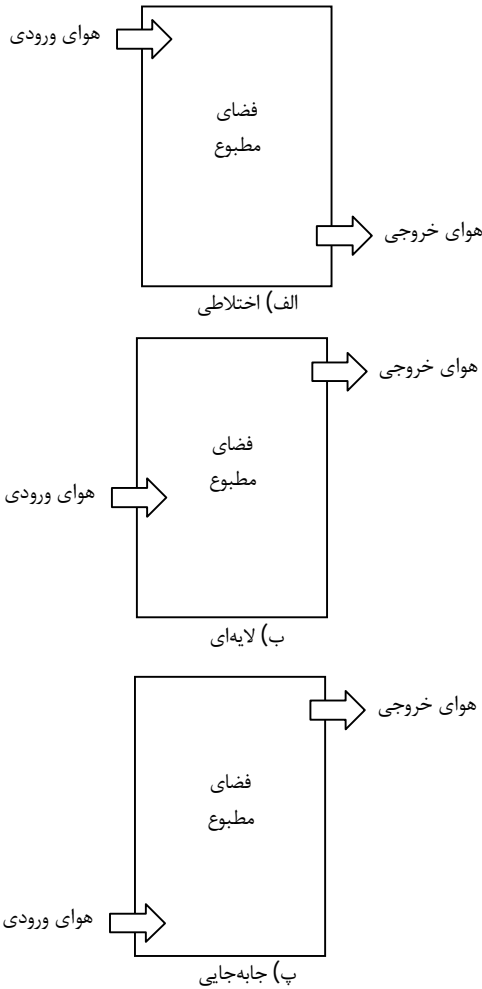 هوای ورودی
فضای
مطبوع
هوای خروجی
الف) اختلاطی
هوای خروجی
فضای
مطبوع
هوای ورودی
ب) لایه‌ای
هوای خروجی
فضای
مطبوع
هوای ورودی
پ) جابه‌جایی